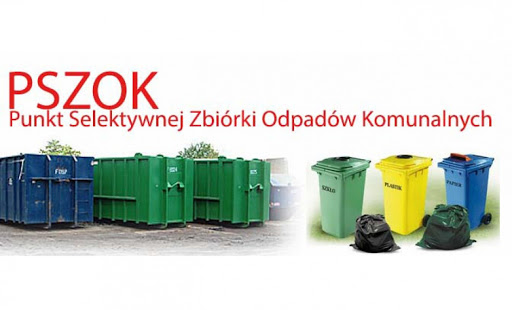 PSZOK
Punkt Selektywnej Zbiórki Odpadów Komunalnych
SZKŁO
PLASTIK
PAPIER